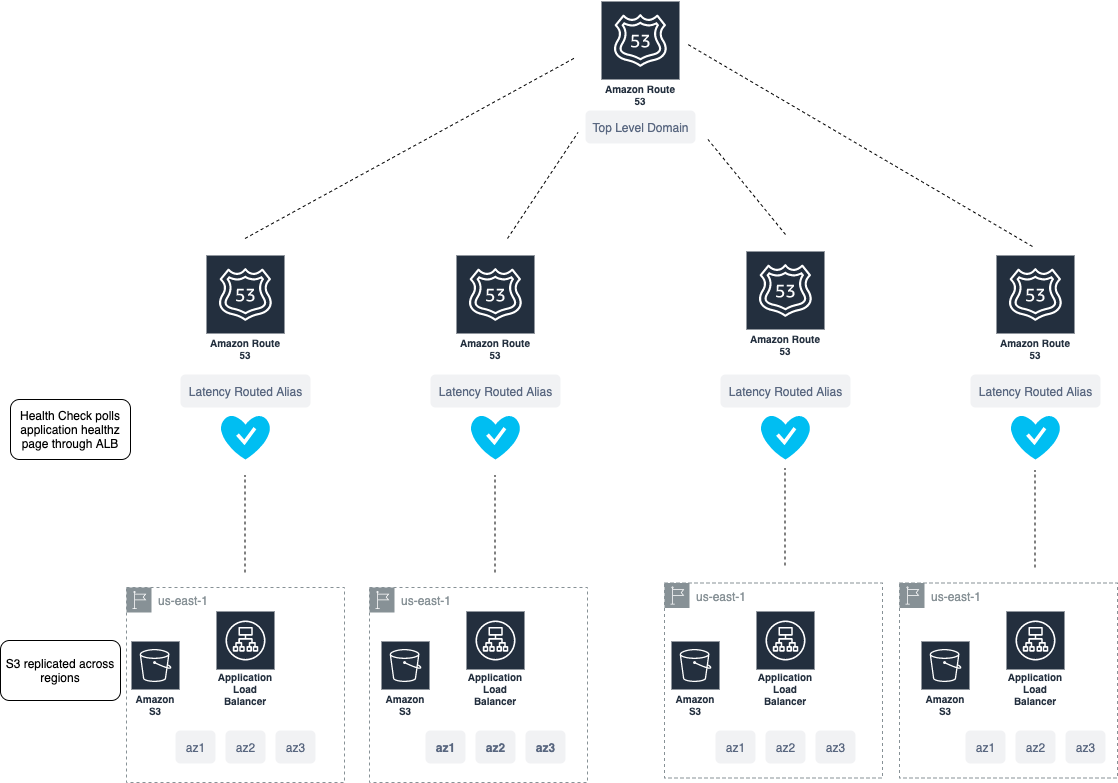 53
Amazon Route
53
Top Level Domain
53
Amazon Route
53
Latency Routed Alias
53
Amazon Route
53
Latency Routed Alias
53
Amazon Route
53
Latency Routed Alias
53
Amazon Route
53
Latency Routed Alias
Health Check polls
application healthz
page through ALB
S3 replicated across
regions
us-east-1
Amazon
S3
Application
Load
Balancer
az1
az2
az3
us-east-1
Amazon
S3
Application
Load
Balancer
az1
az2
az3
us-east-1
Amazon
S3
Application
Load
Balancer
az1
az2
az3
us-east-1
Amazon
S3
Application
Load
Balancer
az1
az2
az3